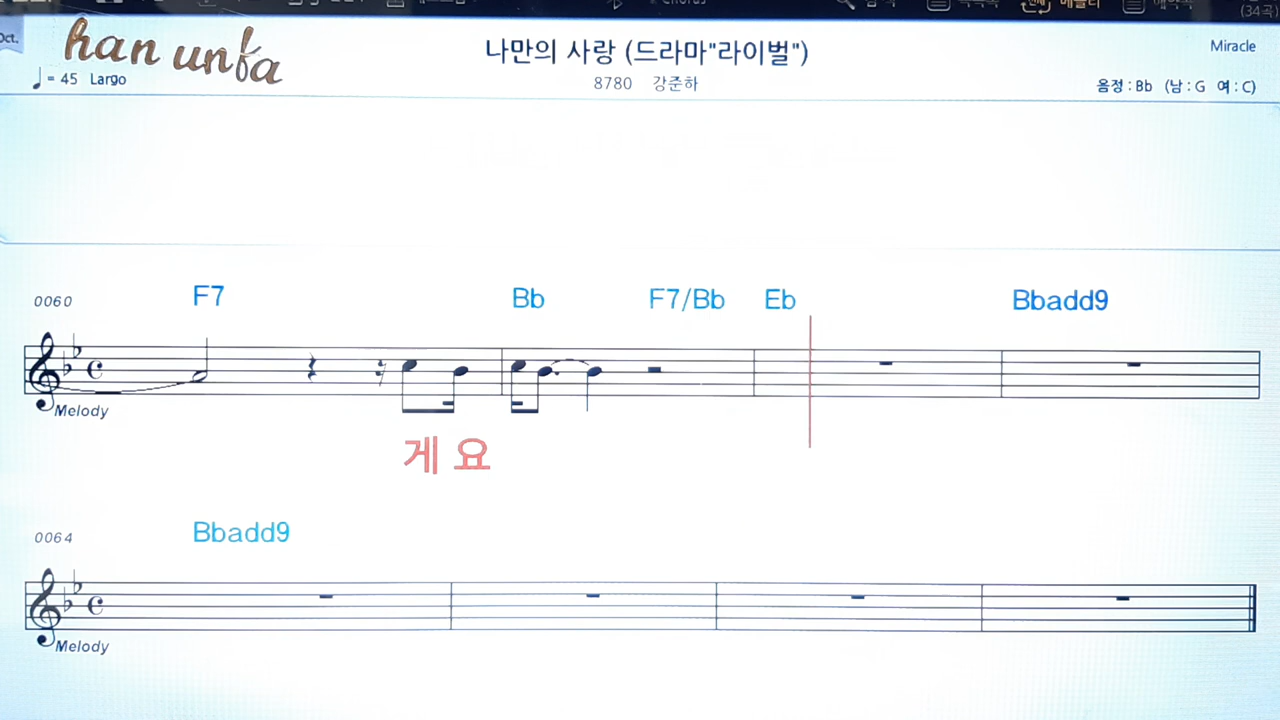 Oct.
han unfa
나만의 사랑 (드라마"라이벌")
Miracle
= 45 Largo
8780 강준하
음정 : Bb (남 : G 여 : C)
0060
F7 Bb F7/Bb Eb Bbadd9
Melody
게 요
0064
Bbadd9
Melody